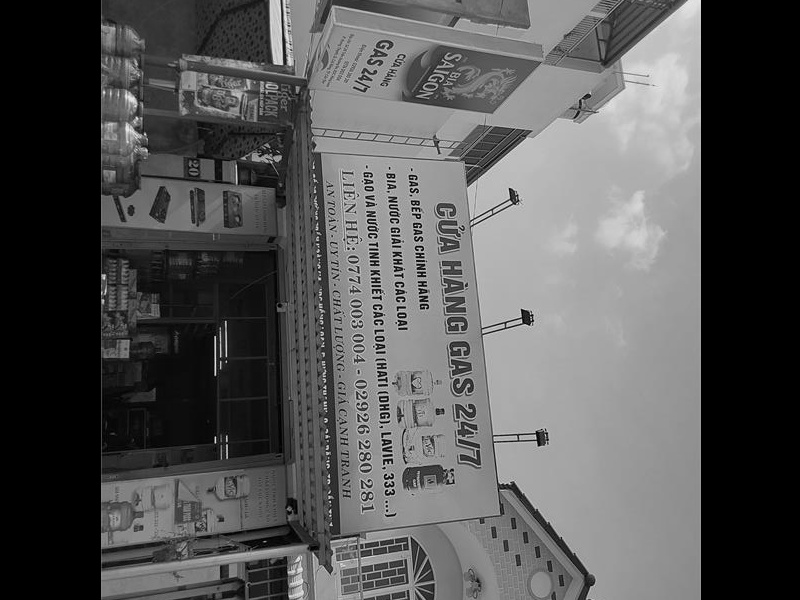 CỬA HÀNG GAS 24/7
- GAS, BẾP GAS CHÍNH HÃNG
- BIA, NƯỚC GIẢI KHÁT CÁC LOẠI
- GẠO VÀ NƯỚC TINH KHIẾT CÁC LOẠI (HATI (DHG), LAVIE, 333 ...)
LIÊN HỆ: 0774 003 004 - 02926 280 281
AN TOÀN - UY TÍN - CHẤT LƯỢNG - GIÁ CẠNH TRANH
CỬA HÀNG
GAS 24/7
BIA
SAIGON